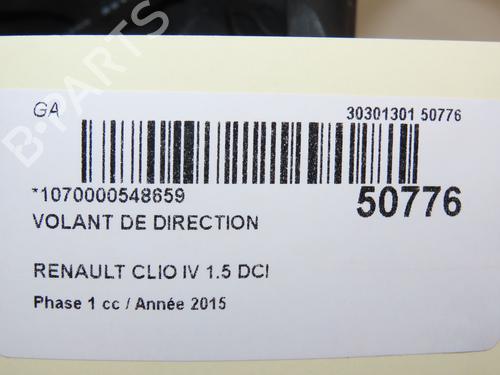 GA
30301301 50776
*1070000548659
50776
VOLANT DE DIRECTION
RENAULT CLIO IV 1.5 DCI
Phase 1 cc / Année 2015
B-PARTS